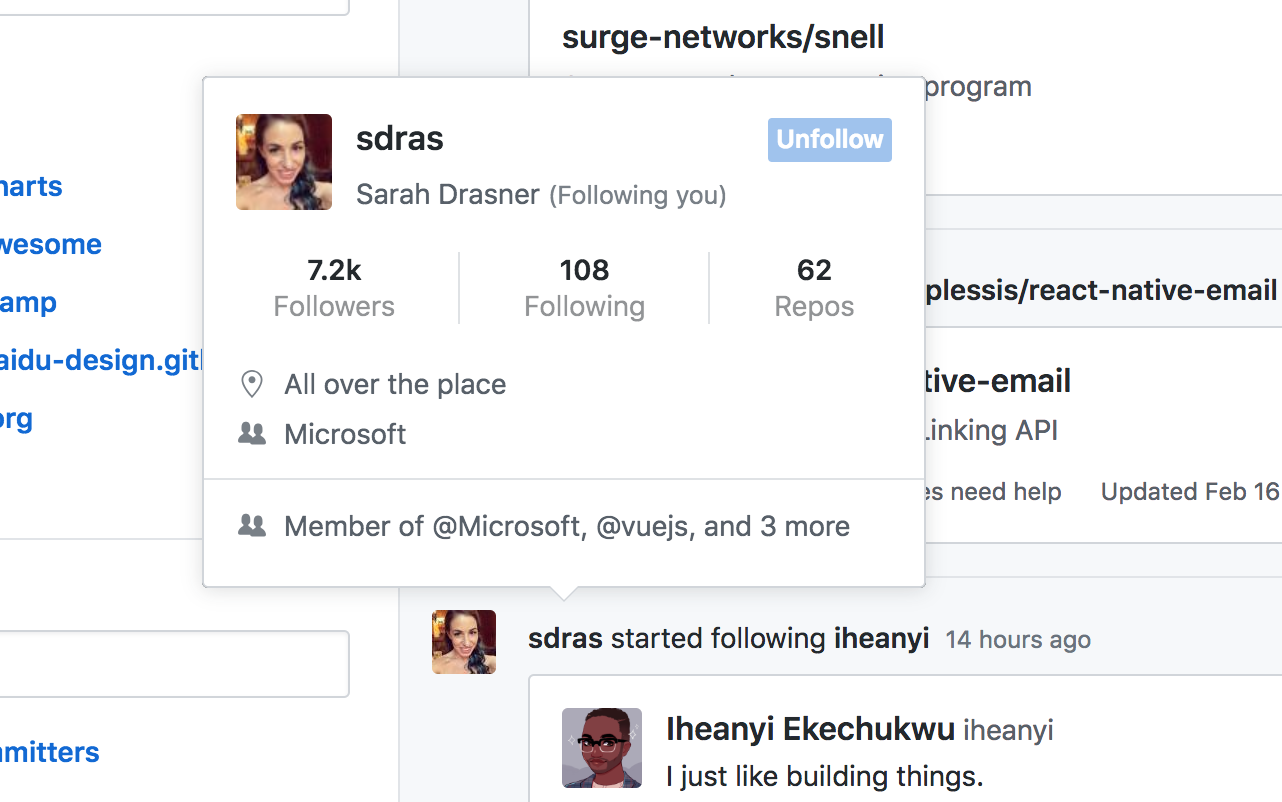 surge-networks/snell
program
sdras
Unfollow
Sarah Drasner (Following you)
7.2k
Followers
108
Following
62
Repos
All over the place
Microsoft
Member of @Microsoft, @vuejs, and 3 more
harts
wesome
amp
aidu-design.git
org
mitters
plessis/react-native-email
tive-email
Linking API
es need help
Updated Feb 16
sdras started following iheanyi 14 hours ago
Iheanyi Ekechukwu iheanyi
I just like building things.